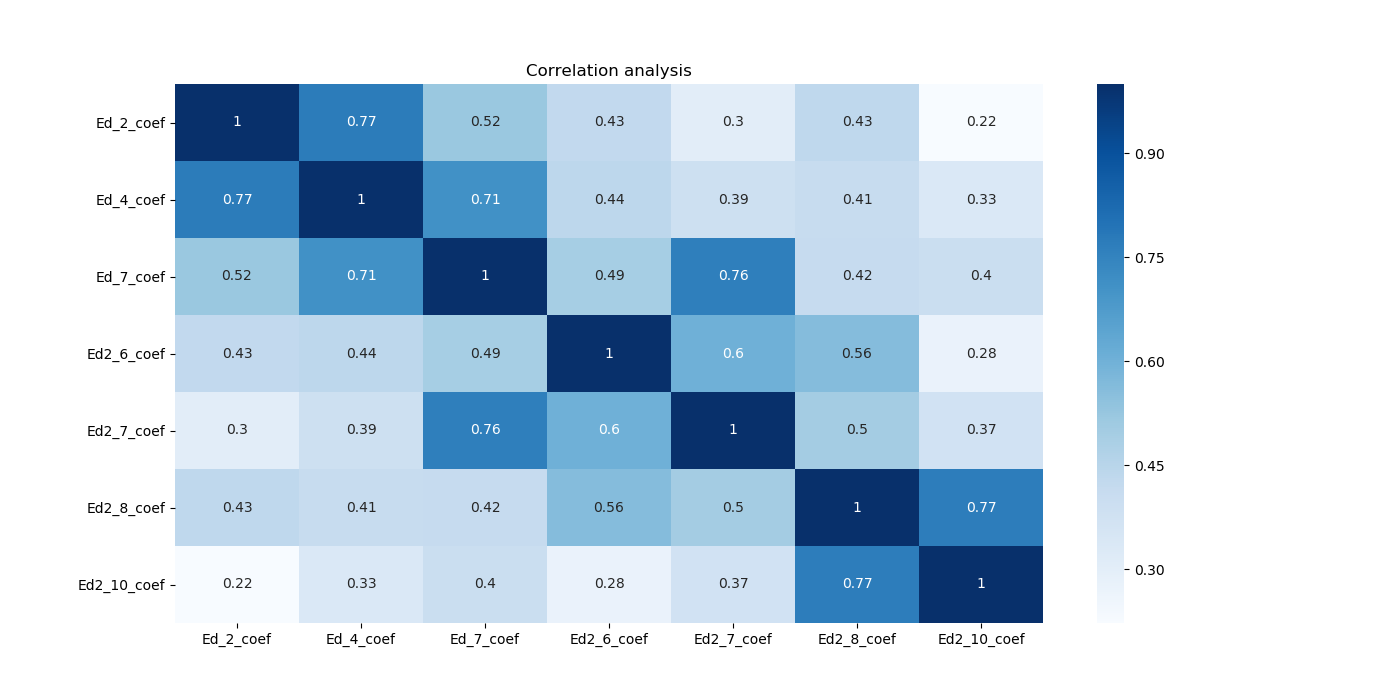 Correlation analysis
Ed_2_coef 1 0.77 0.52 0.43 0.3 0.43 0.22
Ed_4_coef 0.77 1 0.71 0.44 0.39 0.41 0.33
Ed_7_coef 0.52 0.71 1 0.49 0.76 0.42 0.4
Ed2_6_coef 0.43 0.44 0.49 1 0.6 0.56 0.28
Ed2_7_coef 0.3 0.39 0.76 0.6 1 0.5 0.37
Ed2_8_coef 0.43 0.41 0.42 0.56 0.5 1 0.77
Ed2_10_coef 0.22 0.33 0.4 0.28 0.37 0.77 1
Ed_2_coef Ed_4_coef Ed_7_coef Ed2_6_coef Ed2_7_coef Ed2_8_coef Ed2_10_coef
0.90
0.75
0.60
0.45
0.30